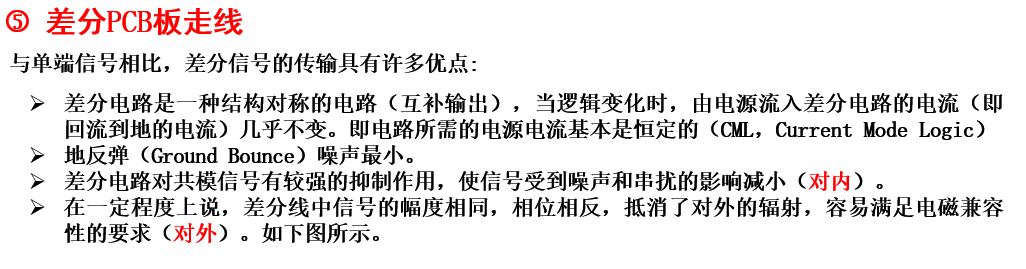 ⑤ 差分PCB板走线
与单端信号相比，差分信号的传输具有许多优点：
➢ 差分电路是一种结构对称的电路（互补输出），当逻辑变化时，由电源流入差分电路的电流（即
回流到地的电流）几乎不变。即电路所需的电源电流基本是恒定的（CML，Current Mode Logic）
➢ 地反弹（Ground Bounce）噪声最小。
➢ 差分电路对共模信号有较强的抑制作用，使信号受到噪声和串扰的影响减小（对内）。
➢ 在一定程度上说，差分线中信号的幅度相同，相位相反，抵消了对外的辐射，容易满足电磁兼容
性的要求（对外）。如下图所示。